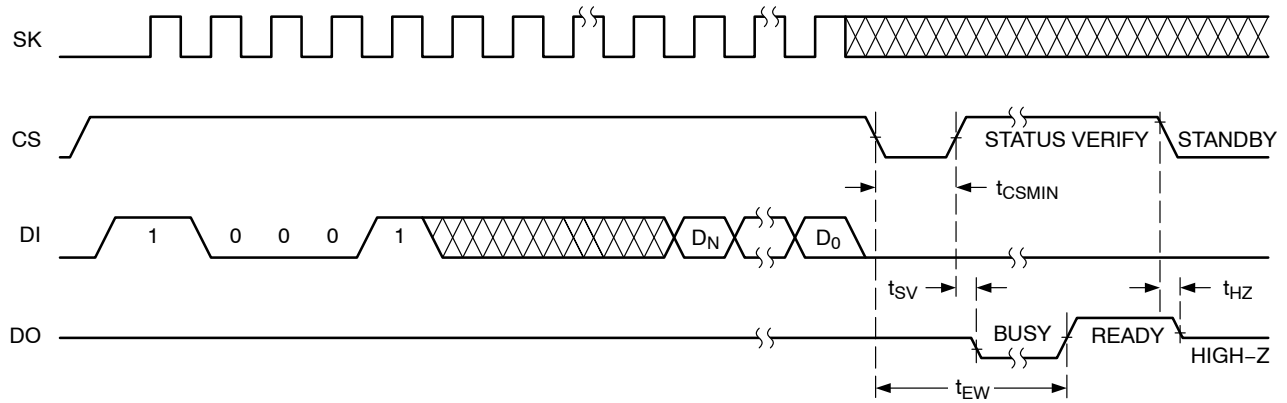 SK
CS
STATUS VERIFY
STANDBY
tCSMIN
DI
1
0
0
0
1
DN
D0
tSV
tHZ
DO
BUSY
READY
HIGH–Z
tEW